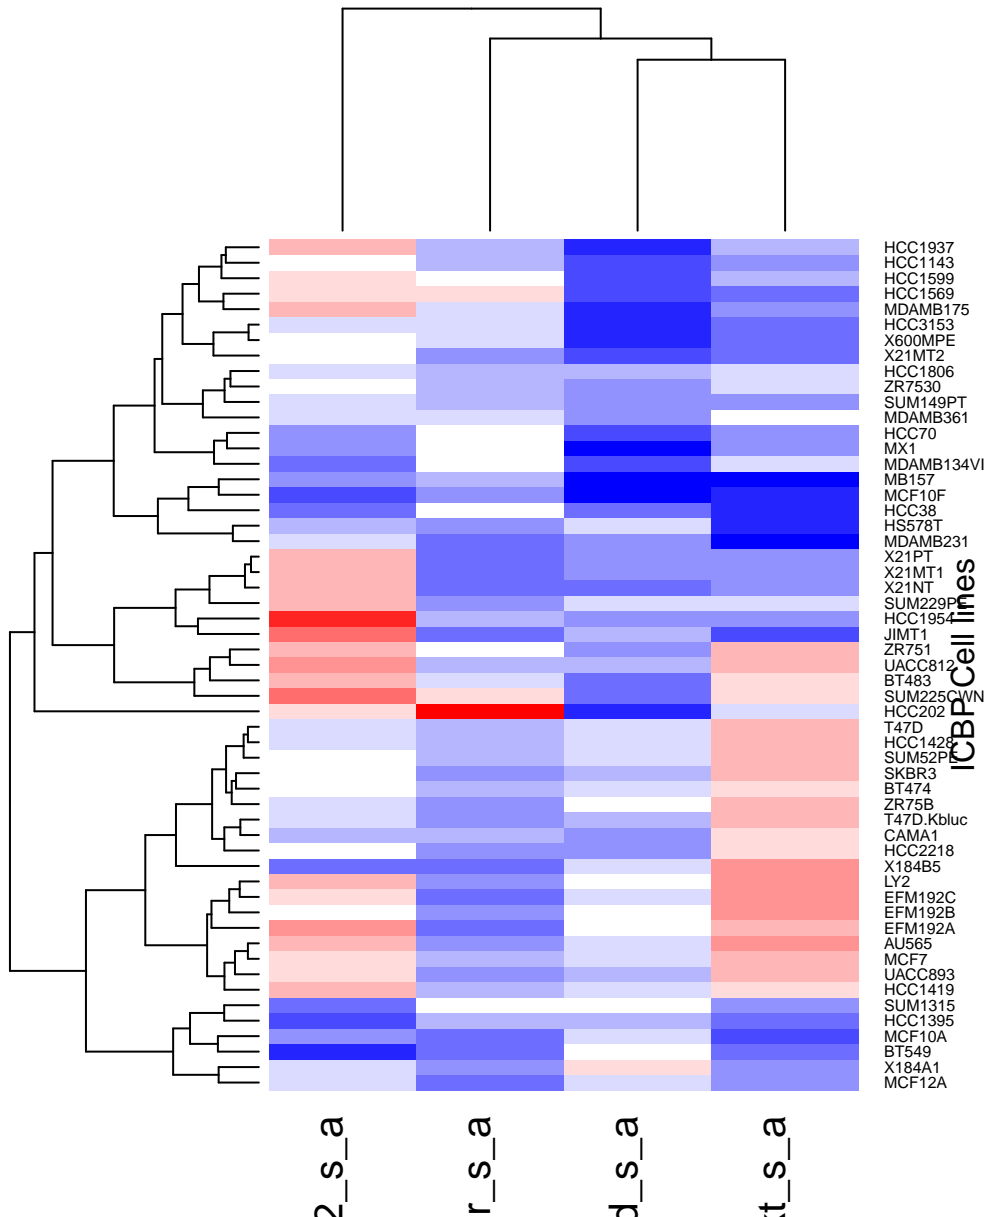 HCC1937
HCC1143
HCC1599
HCC1569
MDAMB175
HCC3153
X600MPE
X21MT2
HCC1806
ZR7530
SUM149PT
MDAMB361
HCC70
MX1
MDAMB134VI
MB157
MCF10F
HCC38
HS578T
MDAMB231
X21PT
X21MT1
X21NT
SUM229PE
HCC1954
JIMT1
ZR751
UACC812
BT483
SUM225CWN
HCC202
T47D
HCC1428
SUM52PE
SKBR3
BT474
ZR75B
T47D.Kbluc
CAMA1
HCC2218
X184B5
LY2
EFM192C
EFM192B
EFM192A
AU565
MCF7
UACC893
HCC1419
SUM1315
HCC1395
MCF10A
BT549
X184A1
MCF12A
ICBP Cell lines
2_s_a
r_s_a
d_s_a
t_s_a